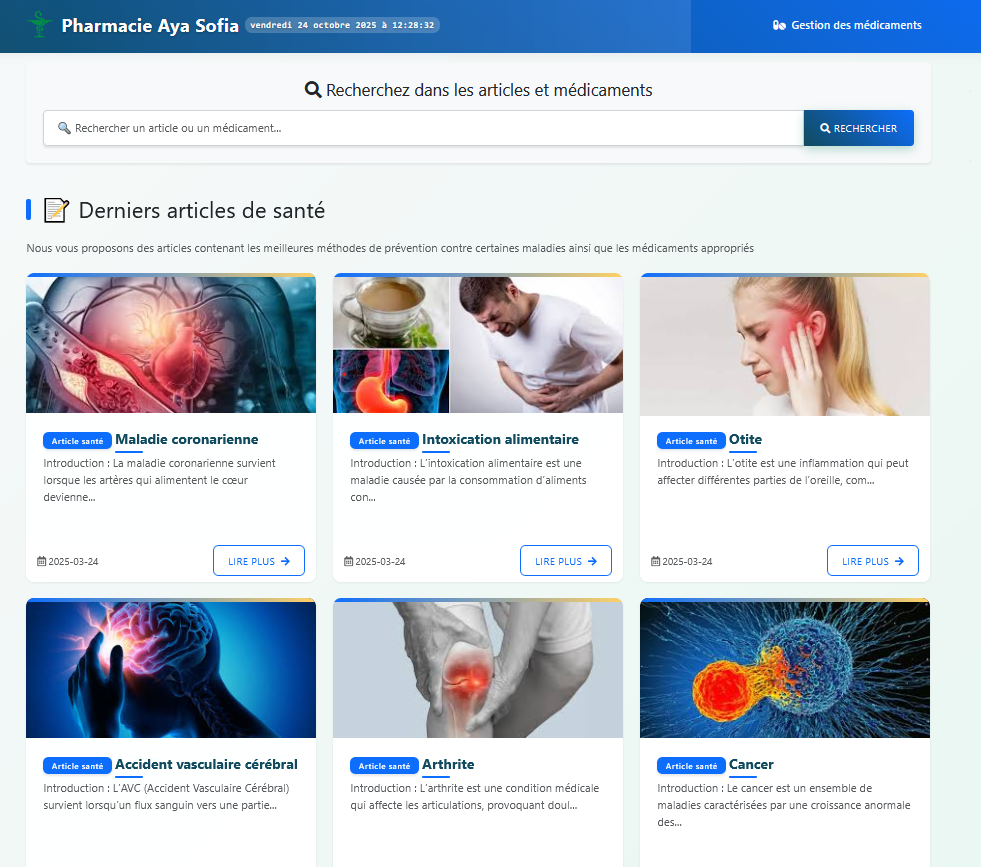 Pharmacie Aya Sofia vendredi 24 octobre 2025 à 12:28:32 Gestion des médicaments
Recherchez dans les articles et médicaments
Rechercher un article ou un médicament...
RECHERCHER
Derniers articles de santé
Nous vous proposons des articles contenant les meilleures méthodes de prévention contre certaines maladies ainsi que les médicaments appropriés
Article santé Maladie coronarienne
Introduction : La maladie coronarienne survient
lorsque les artères qui alimentent le cœur
devienne...
2025-03-24 LIRE PLUS
Article santé Intoxication alimentaire
Introduction : L'intoxication alimentaire est une
maladie causée par la consommation d'aliments
con...
2025-03-24 LIRE PLUS
Article santé Otite
Introduction : L'otite est une inflammation qui peut
affecter différentes parties de l'oreille, com...
2025-03-24 LIRE PLUS
Article santé Accident vasculaire cérébral
Introduction : L'AVC (Accident Vasculaire Cérébral)
survient lorsqu'un flux sanguin vers une partie...
Article santé Arthrite
Introduction : L'arthrite est une condition médicale
qui affecte les articulations, provoquant doul...
Article santé Cancer
Introduction : Le cancer est un ensemble de
maladies caractérisées par une croissance anormale
des...